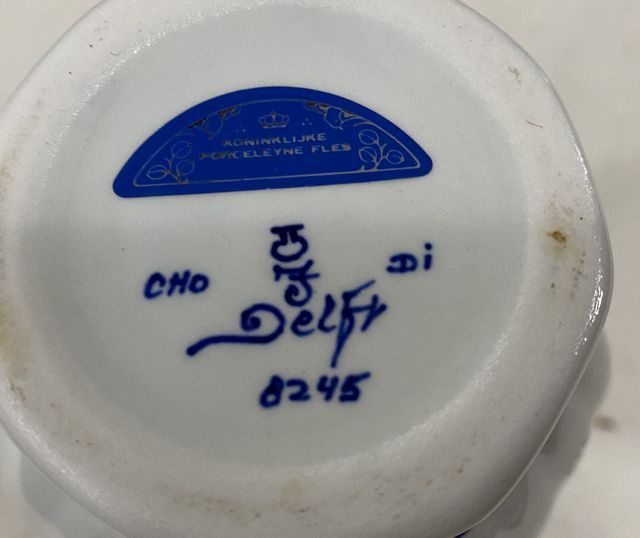 KONINKLIJKE
PORCELEYNE FLES
CHO
Di
Delft
8245